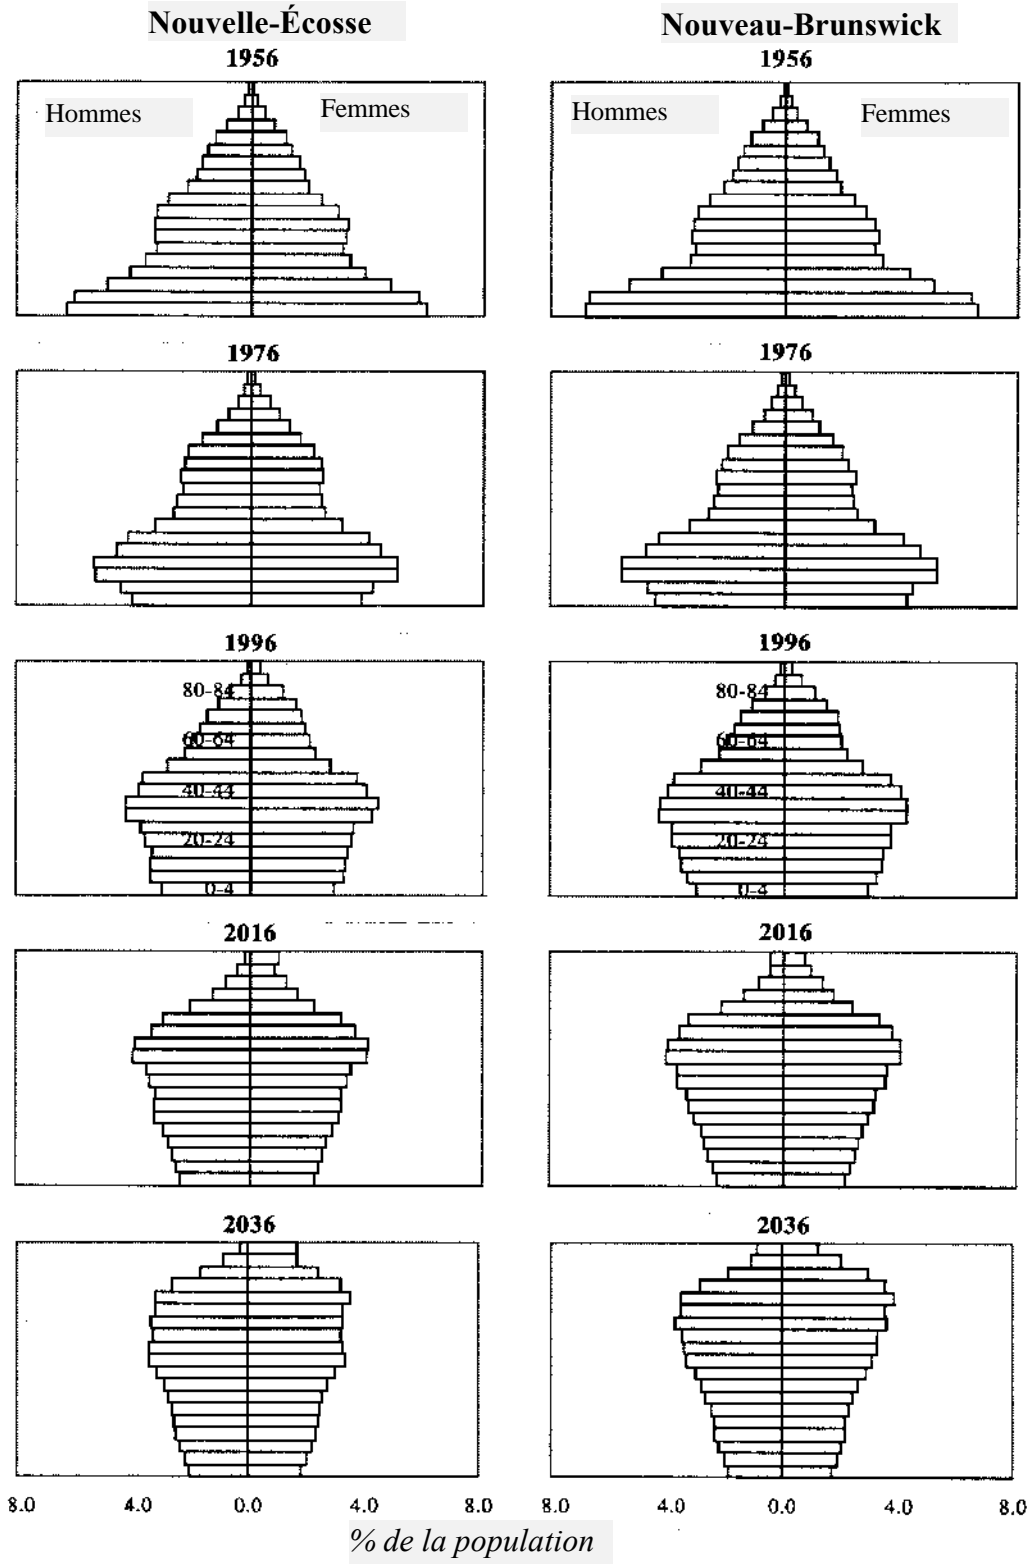 Nouvelle-Écosse Nouveau-Brunswick
1956 1956
Hommes Femmes Hommes Femmes
1976 1976
1996 1996
80-84 80-84
60-64 60-64
40-44 40-44
20-24 20-24
0-4 0-4
2016 2016
2036 2036
8.0 4.0 0.0 4.0 8.0 8.0 4.0 0.0 4.0 8.0
% de la population